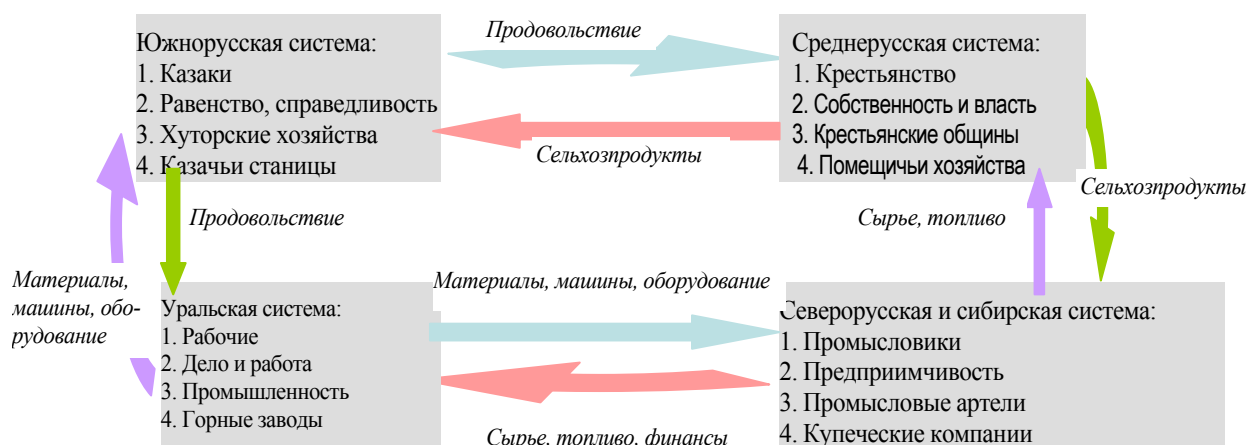 Продовольствие
Южнорусская система:
1. Казаки
2. Равенство, справедливость
3. Хуторские хозяйства
4. Казачьи станицы
Среднерусская система:
1. Крестьянство
2. Собственность и власть
3. Крестьянские общины
4. Помещичьи хозяйства
Сельхозпродукты
Сельхозпродукты
Продовольствие
Сырье, топливо
Материалы,
машины, обо-
рудование
Материалы, машины, оборудование
Уральская система:
1. Рабочие
2. Дело и работа
3. Промышленность
4. Горные заводы
Северорусская и сибирская система:
1. Промысловики
2. Предприимчивость
3. Промысловые артели
4. Купеческие компании
Сырье, топливо, финансы